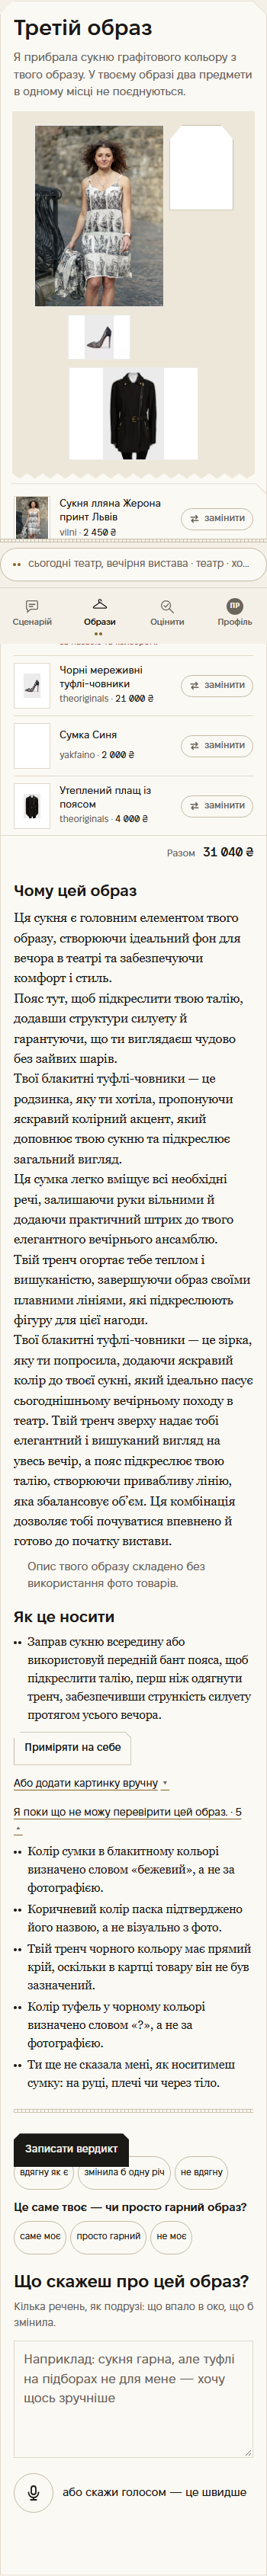 Третій образ
Я прибрала сукню графітового кольору з
твого образу. У твоєму образі два предмети
в одному місці не поєднуються.
Сукня лляна Жерона
принт Львів
vilni · 2 450 ₴
замінити
сьогодні театр, вечірня вистава · театр · хо...
Сценарій
Образи
Оцінити
ПР
Профіль
Чорні мереживні
туфлі-човники
theoriginals · 21 000 ₴
замінити
Сумка Синя
yakfaino · 2 000 ₴
замінити
Утеплений плащ із
поясом
theoriginals · 4 000 ₴
замінити
Разом 31 040 ₴
Чому цей образ
Ця сукня є головним елементом твого
образу, створюючи ідеальний фон для
вечора в театрі та забезпечуючи
комфорт і стиль.
Пояс тут, щоб підкреслити твою талію,
додавши структури силуету й
гарантуючи, що ти виглядаєш чудово
без зайвих шарів.
Твої блакитні туфлі-човники — це
родзинка, яку ти хотіла, пропонуючи
яскравий колірний акцент, який
доповнює твою сукню та підкреслює
загальний вигляд.
Ця сумка легко вміщує всі необхідні
речі, залишаючи руки вільними й
додаючи практичний штрих до твого
елегантного вечірнього ансамблю.
Твій тренч огортає тебе теплом і
вишуканістю, завершуючи образ своїми
плавними лініями, які підкреслюють
фігуру для цієї нагоди.
Твої блакитні туфлі-човники — це зірка,
яку ти попросила, додаючи яскравий
колір до твоєї сукні, який ідеально пасує
сьогоднішньому вечірньому походу в
театр. Твій тренч зверху надає тобі
елегантний і вишуканий вигляд на
увесь вечір, а пояс підкреслює твою
талію, створюючи привабливу лінію,
яка збалансовує об'єм. Ця комбінація
дозволяє тобі почуватися впевнено й
готово до початку вистави.
Опис твого образу складено без
використання фото товарів.
Як це носити
Заправ сукню всередину або
використовуй передній бант пояса, щоб
підкреслити талію, перш ніж одягнути
тренч, забезпечивши стрункість силуету
протягом усього вечора.
Приміряти на себе
Або додати картинку вручну
Я поки що не можу перевірити цей образ. · 5
Колір сумки в блакитному кольорі
визначено словом «бежевий», а не за
фотографією.
Коричневий колір паска підтверджено
його назвою, а не візуально з фото.
Твій тренч чорного кольору має прямий
крій, оскільки в картці товару він не був
зазначений.
Колір туфель у чорному кольорі
визначено словом «?», а не за
фотографією.
Ти ще не сказала мені, як носитимеш
сумку: на руці, плечі чи через тіло.
Записати вердикт
вдягну як є
змінила б одну річ
не вдягну
Це саме твоє — чи просто гарний образ?
саме моє
просто гарний
не моє
Що скажеш про цей образ?
Кілька речень, як подрузі: що впало в око, що б
змінила.
Наприклад: сукня гарна, але туфлі
на підборах не для мене — хочу
щось зручніше
або скажи голосом — це швидше